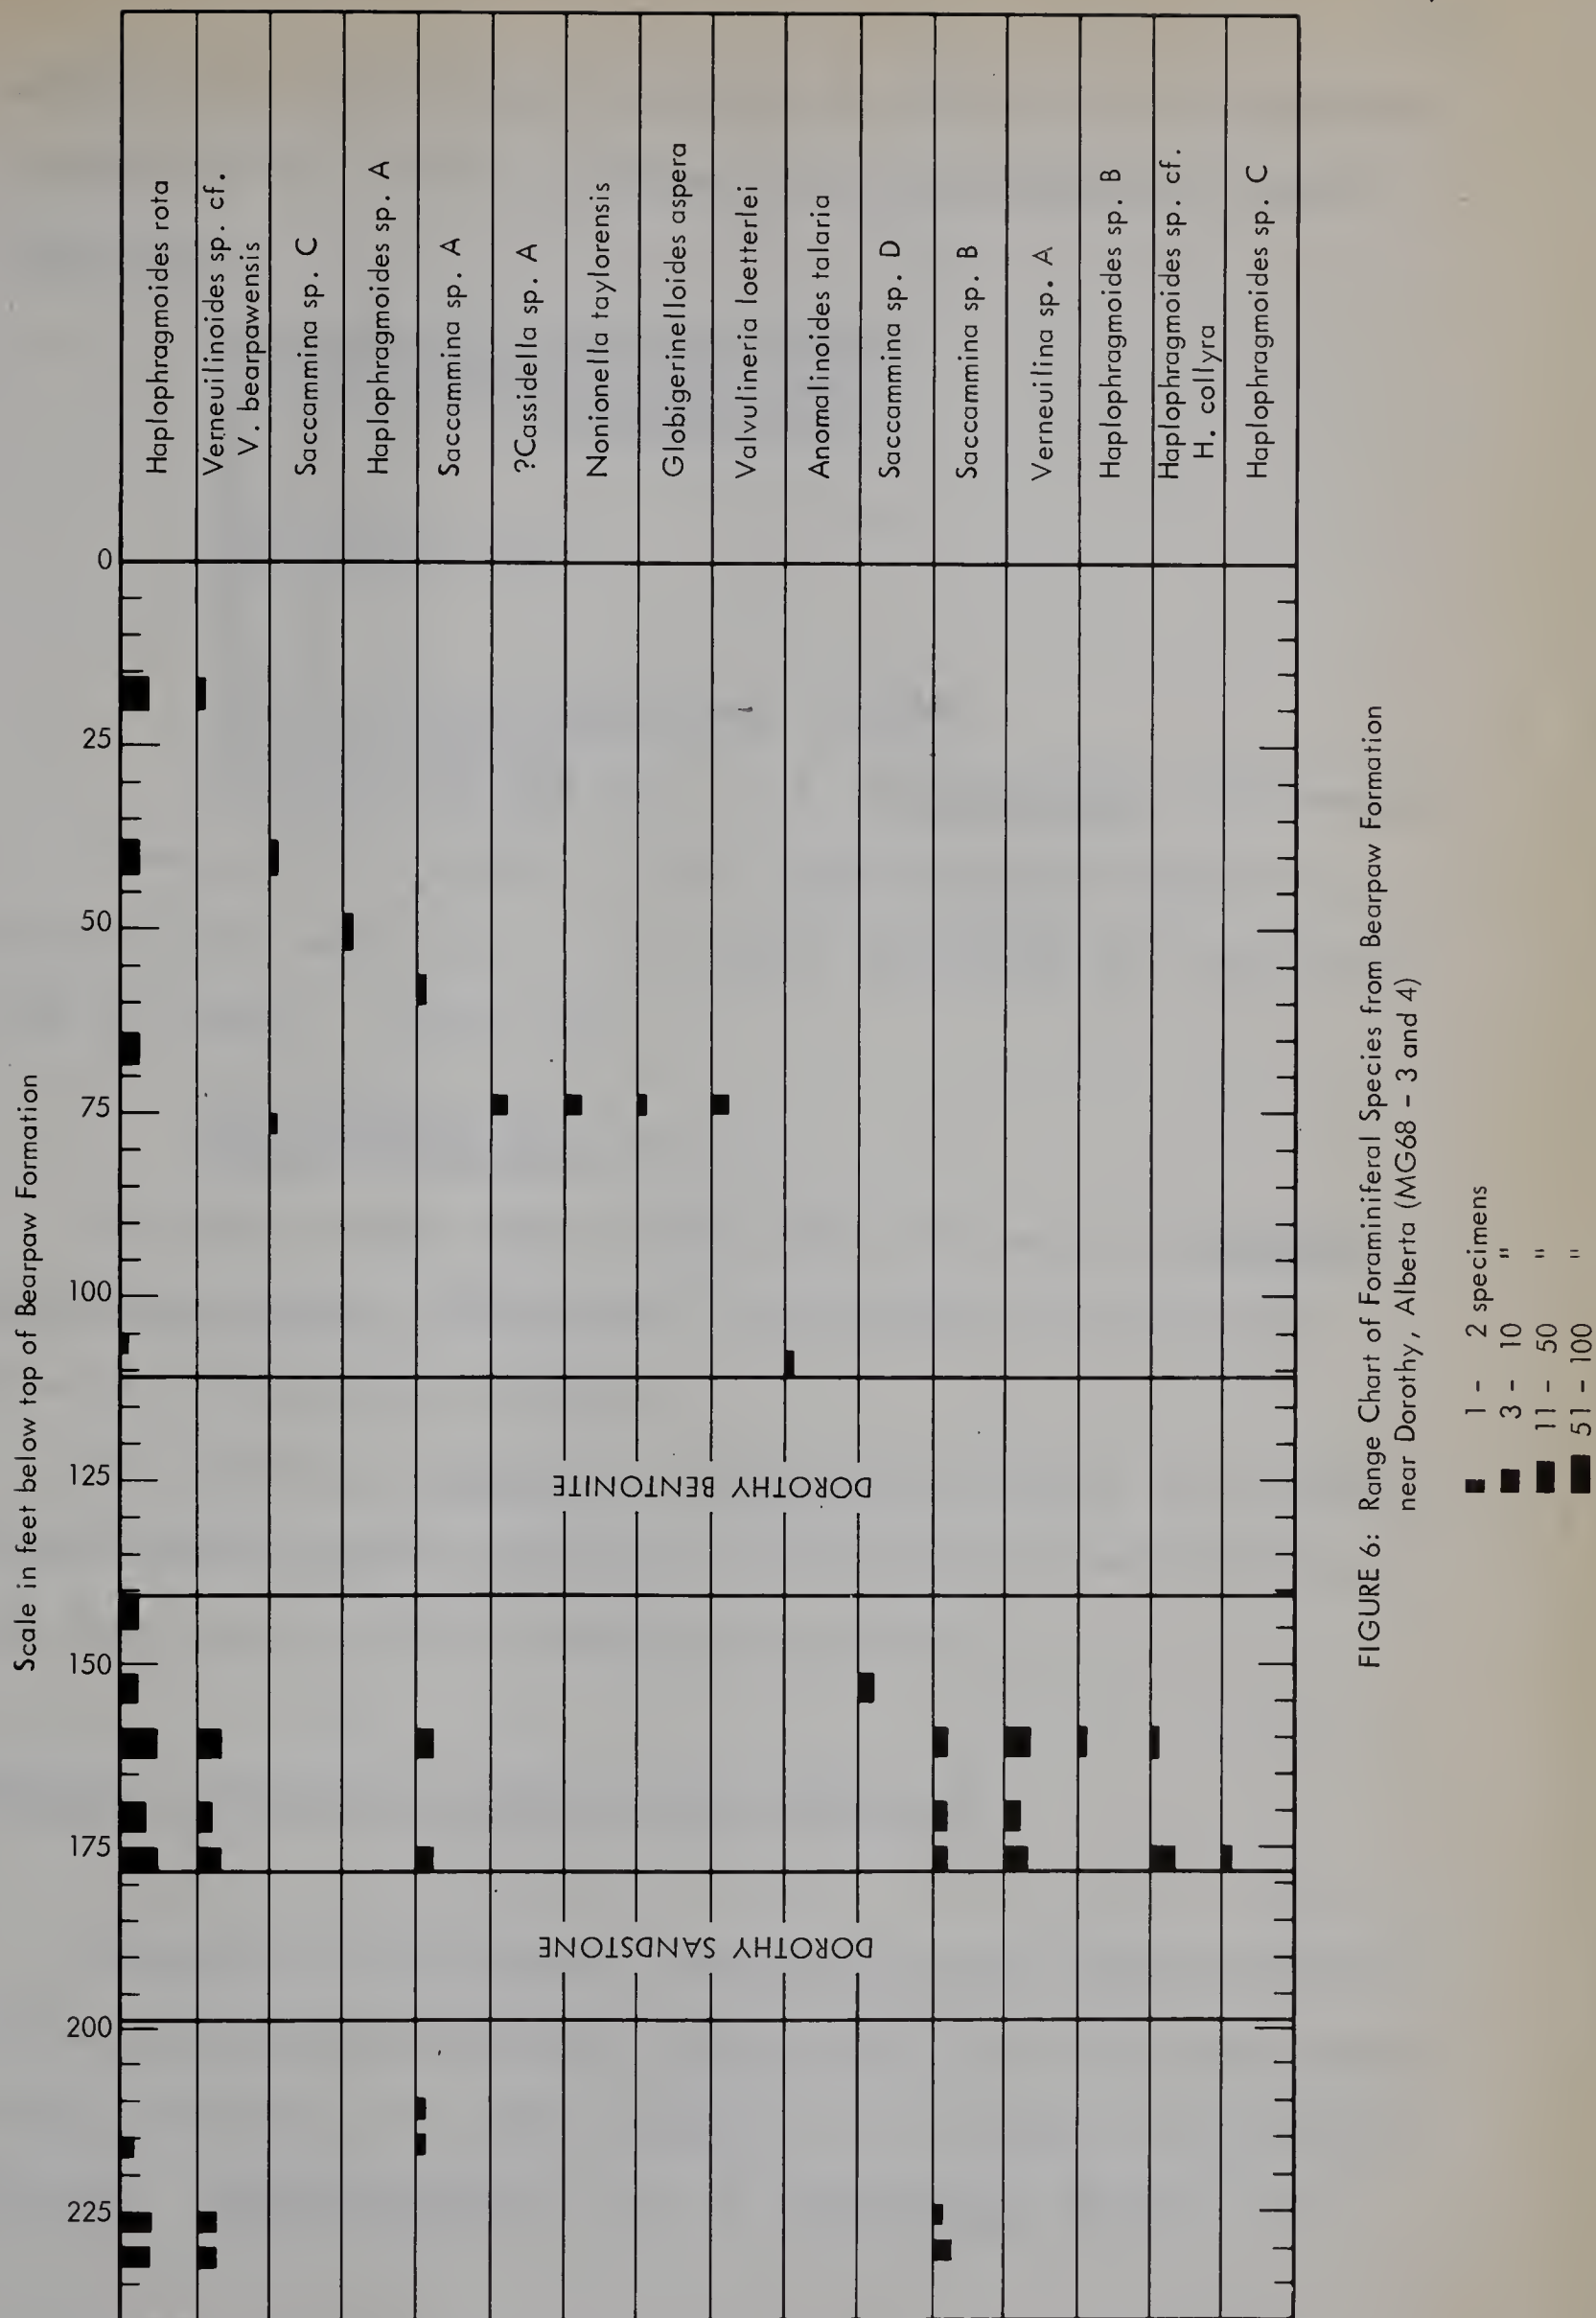 Haplophragmoides rota
Verneuilinoides sp. cf.
V. bearpawensis
Saccammina sp. C
Haplophragmoides sp. A
Saccammina sp. A
?Cassidella sp. A
Nonionella taylorensis
Globigerinelloides aspera
Valvulineria loetterlei
Anomalinoides talaria
Saccammina sp. D
Saccammina sp. B
Verneuilina sp. A
Haplophragmoides sp. B
Haplophragmoides sp. cf.
H. collyra
Haplophragmoides sp. C
Scale in feet below top of Bearpaw Formation
0
25
50
75
100
125
150
175
200
225
DOROTHY BENTONITE
DOROTHY SANDSTONE
FIGURE 6: Range Chart of Foraminiferal Species from Bearpaw Formation
near Dorothy, Alberta (MG68 - 3 and 4)
1 - 2 specimens
3 - 10 "
11 - 50 "
51 - 100 "